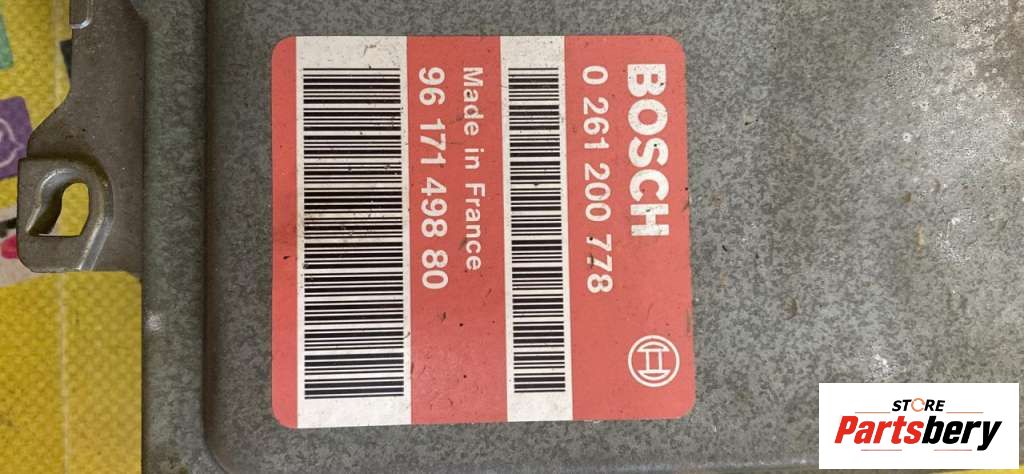 BOSCH
0 261 200 778
Made in France
96 171 498 80
STORE
Partsbery